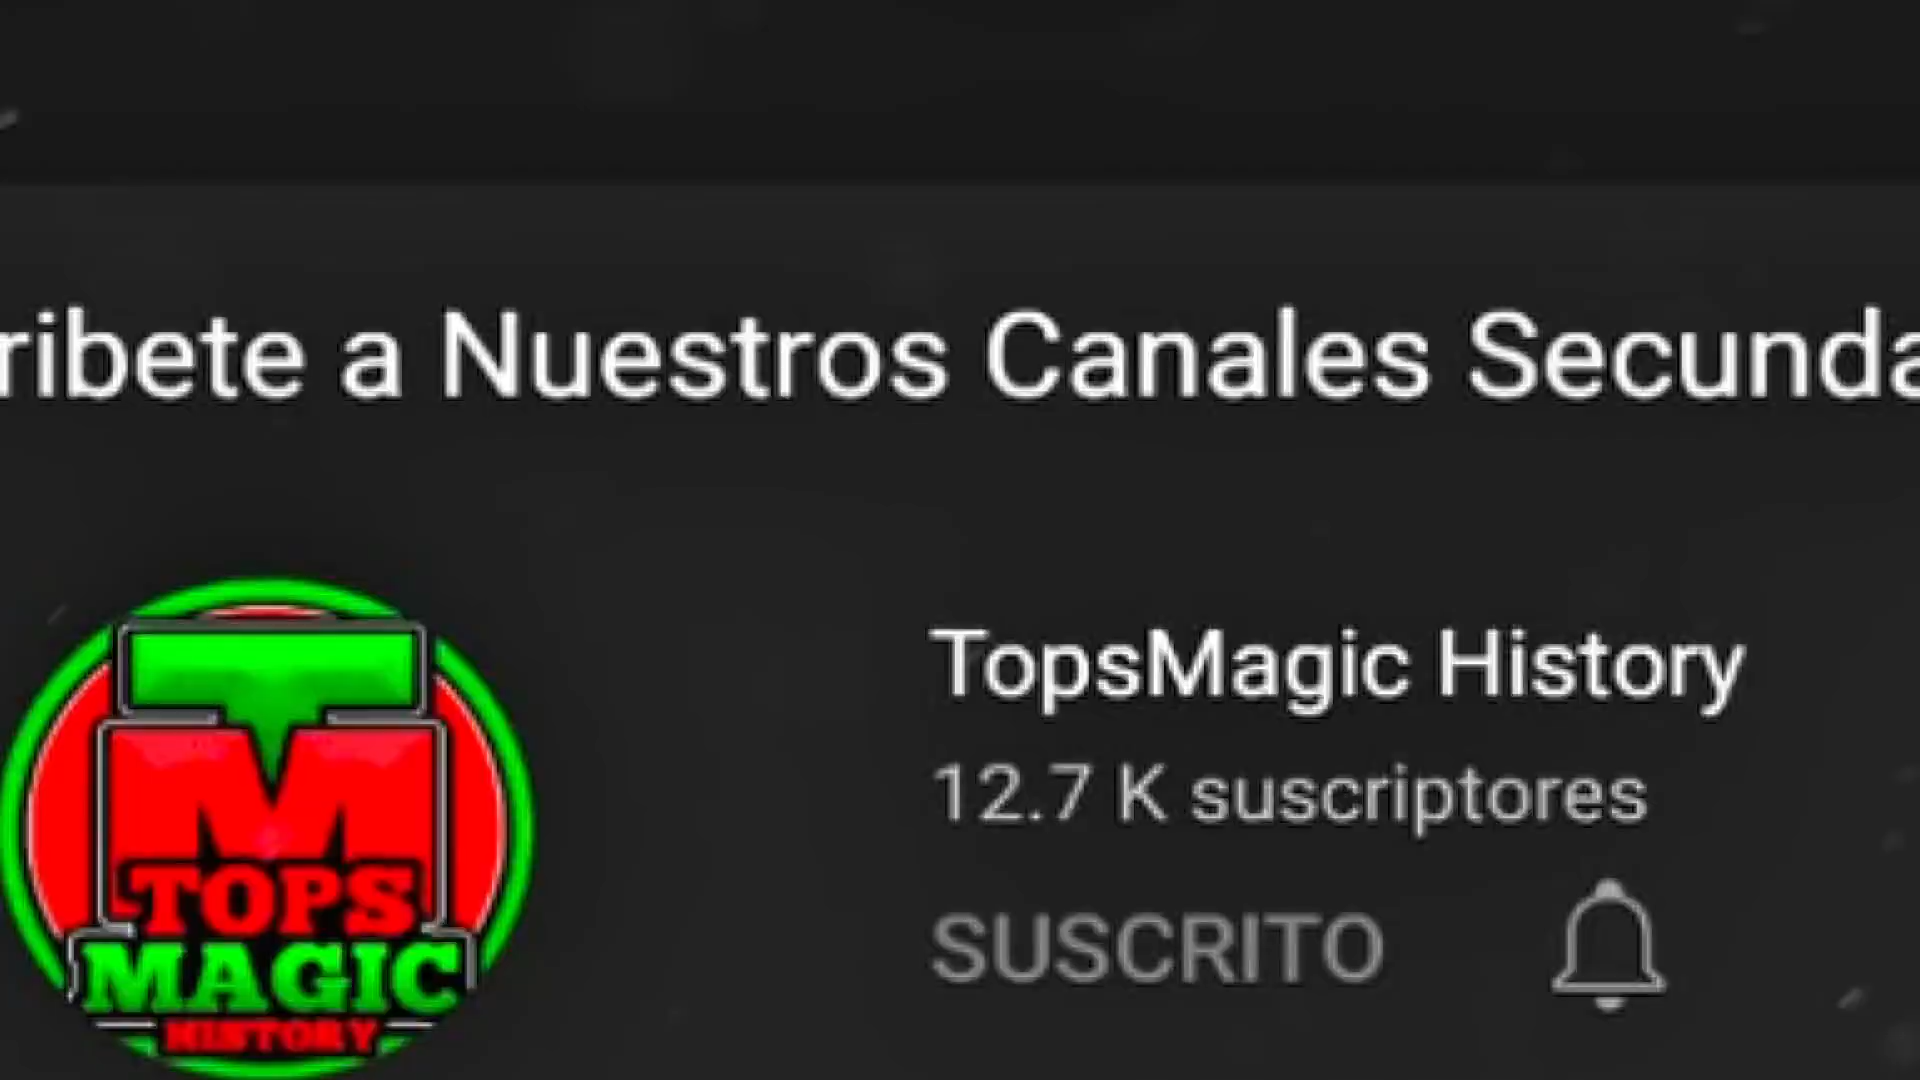 ribete a Nuestros Canales Secunda
TopsMagic History
12.7 K suscriptores
SUSCRITO
TOPS
MAGIC
HISTORY